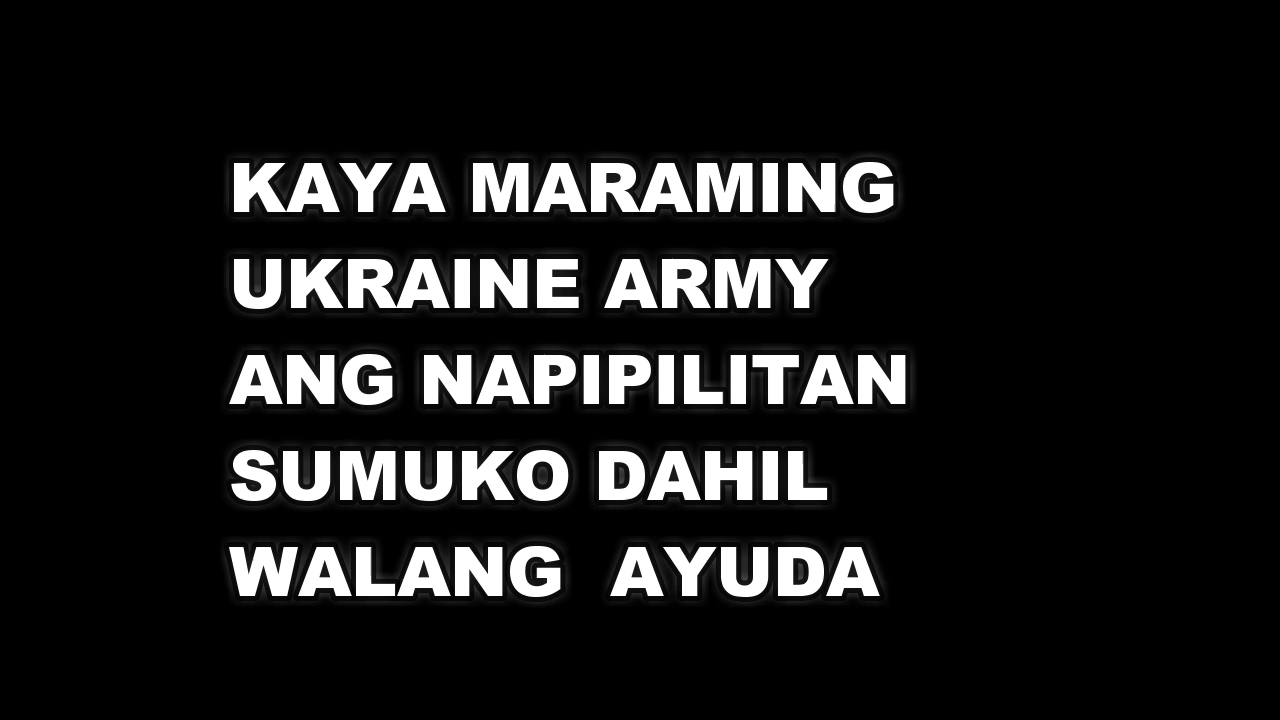 KAYA MARAMING
UKRAINE ARMY
ANG NAPIPILITAN
SUMUKO DAHIL
WALANG  AYUDA